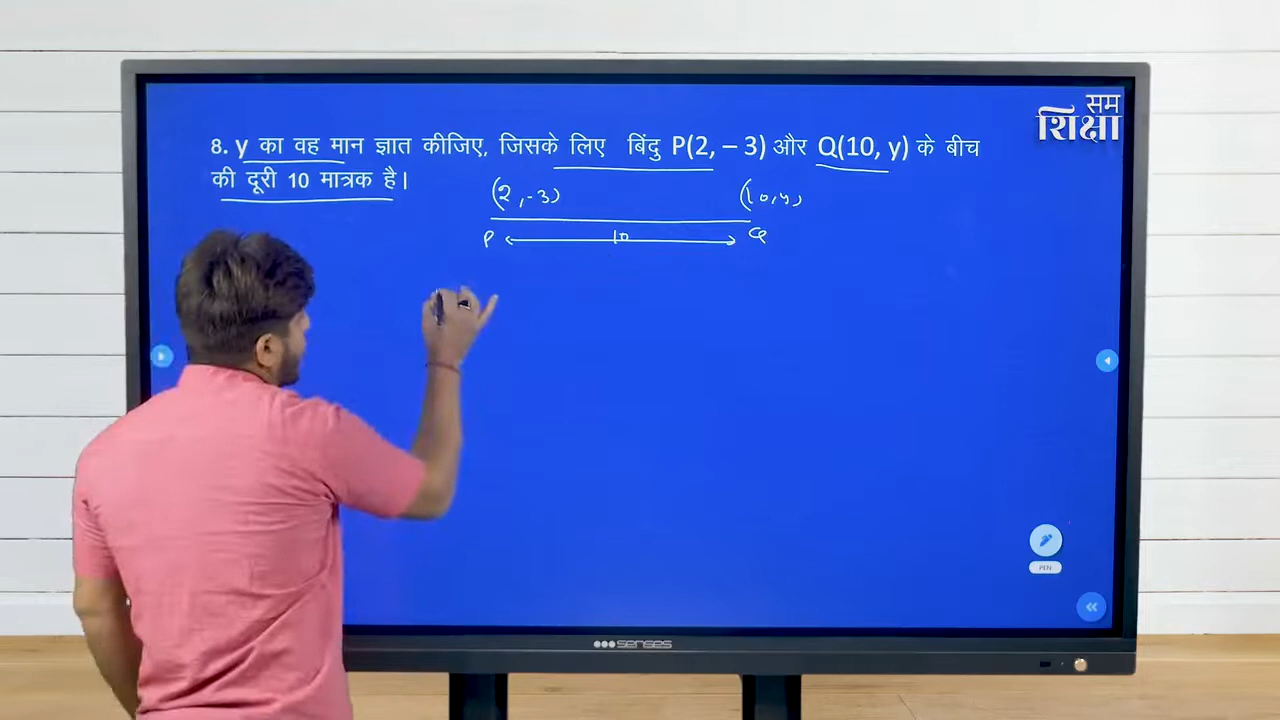 सम
शिक्षा
8. y का वह मान ज्ञात कीजिए, जिसके लिए बिंदु P(2, – 3) और Q(10, y) के बीच
की दूरी 10 मात्रक है।
(2, -3) (10, y)
P 10 Q
PEN
senses